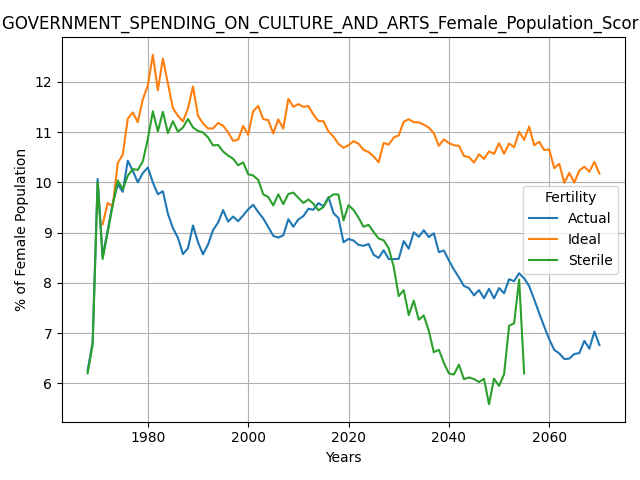 GOVERNMENT_SPENDING_ON_CULTURE_AND_ARTS_Female_Population_Scor
% of Female Population
12
11
10
9
8
7
6
Fertility
Actual
Ideal
Sterile
1980 2000 2020 2040 2060
Years